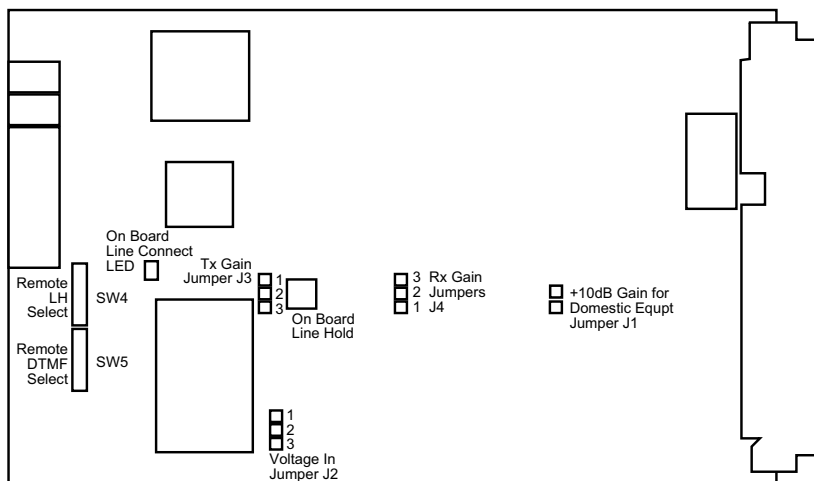 On Board
Line Connect
LED
Tx Gain
Jumper J3
1
2
3
On Board
Line Hold
3 Rx Gain
2 Jumpers
1 J4
+10dB Gain for
Domestic Equpt
Jumper J1
Remote
LH
Select
SW4
Remote
DTMF
Select
SW5
1
2
3
Voltage In
Jumper J2